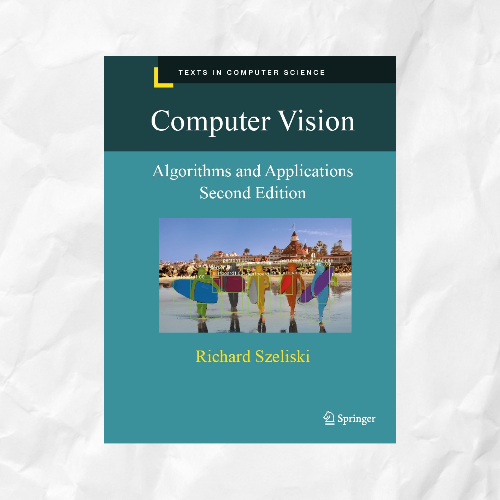 TEXTS IN COMPUTER SCIENCE
Computer Vision
Algorithms and Applications
Second Edition
Richard Szeliski
Springer